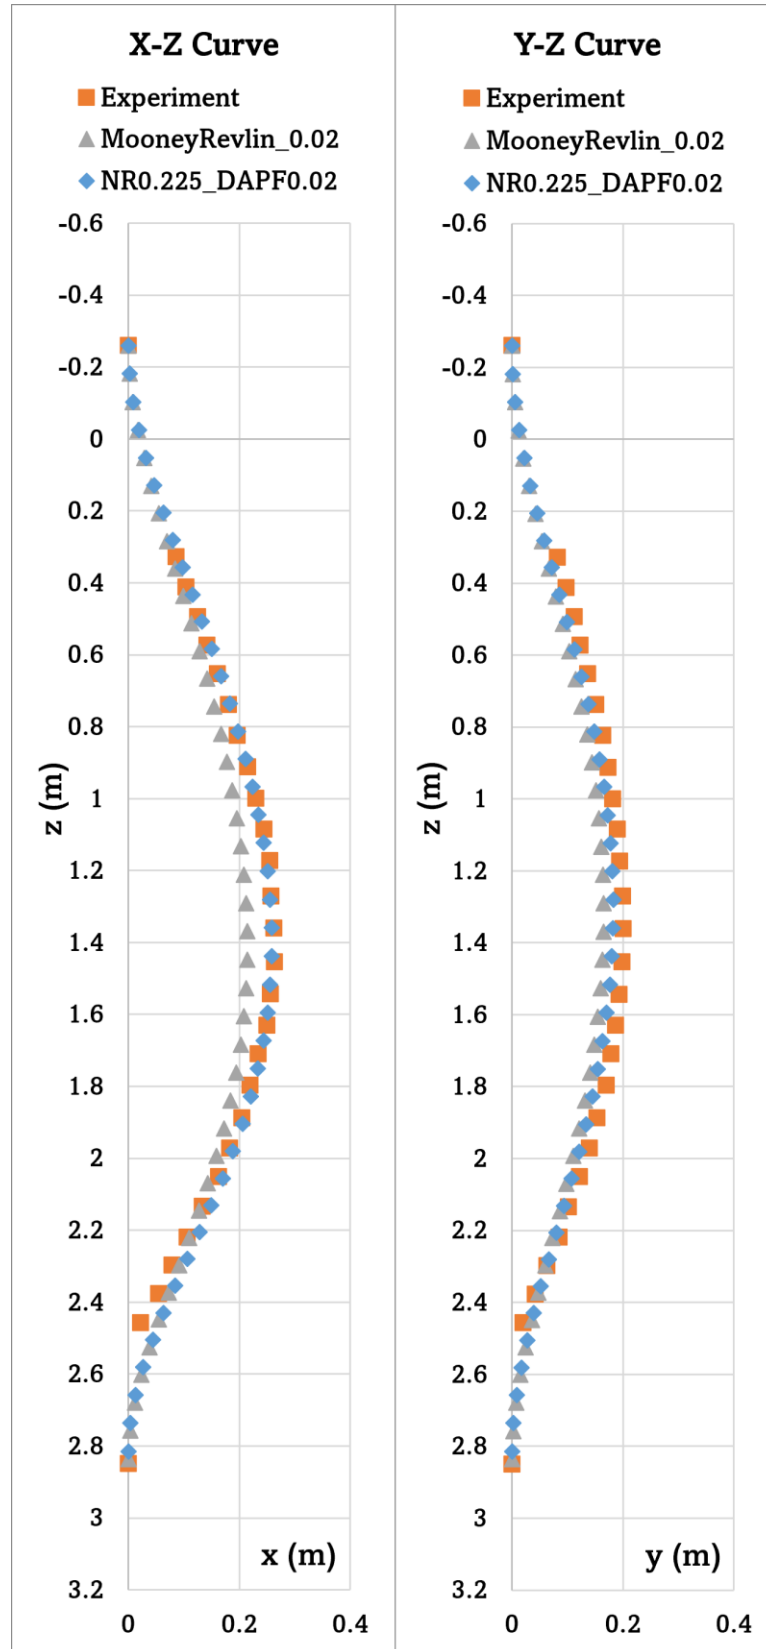 X-Z Curve
Experiment
MooneyRevlin_0.02
NR0.225_DAPF0.02
-0.6
-0.4
-0.2
0
0.2
0.4
0.6
0.8
1
1.2
1.4
1.6
1.8
2
2.2
2.4
2.6
2.8
3
3.2
z (m)
x (m)
0 0.2 0.4
Y-Z Curve
Experiment
MooneyRevlin_0.02
NR0.225_DAPF0.02
-0.6
-0.4
-0.2
0
0.2
0.4
0.6
0.8
1
1.2
1.4
1.6
1.8
2
2.2
2.4
2.6
2.8
3
3.2
z (m)
y (m)
0 0.2 0.4